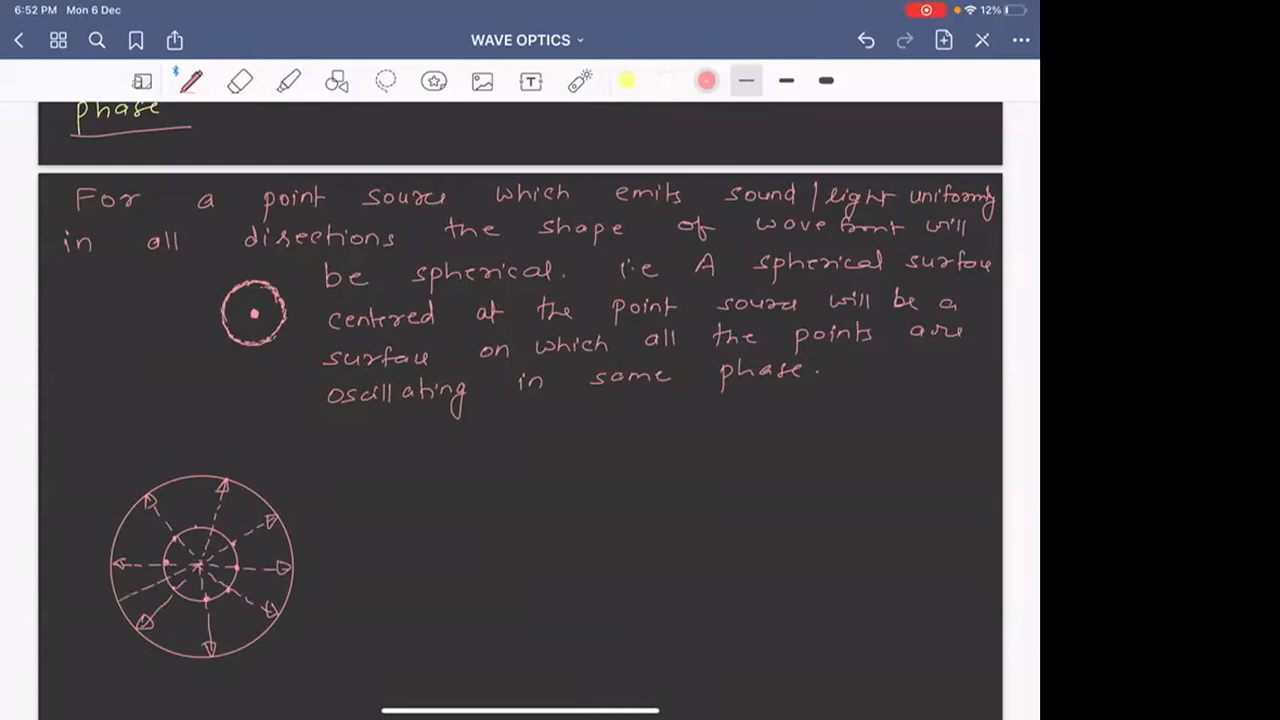 6:52 PM Mon 6 Dec
12%
WAVE OPTICS
phase
For a point source which emits sound / light uniformly
in all directions the shape of wavefront will
be spherical. i.e A spherical surface
centered at the point source will be a
surface on which all the points are
oscillating in same phase.